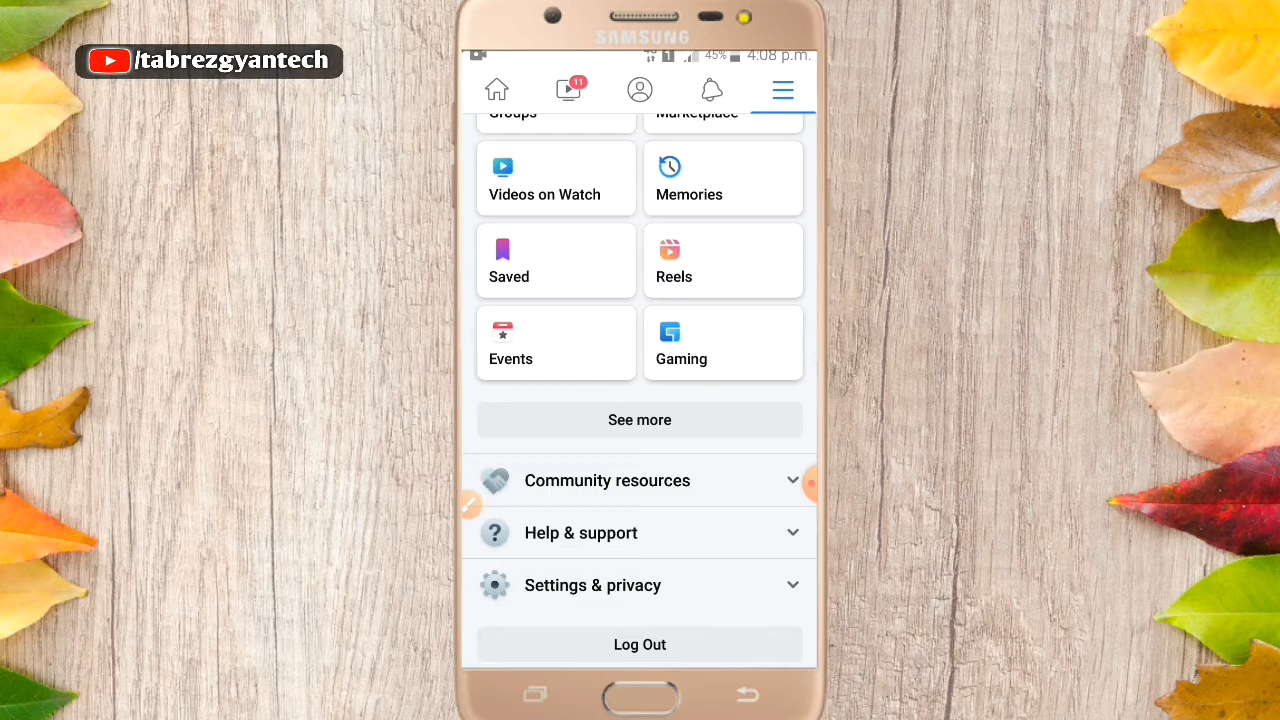 /tabrezgyantech
SAMSUNG
1 45% 4:08 p.m.
11
Groups Marketplace
Videos on Watch Memories
Saved Reels
Events Gaming
See more
Community resources
? Help & support
Settings & privacy
Log Out